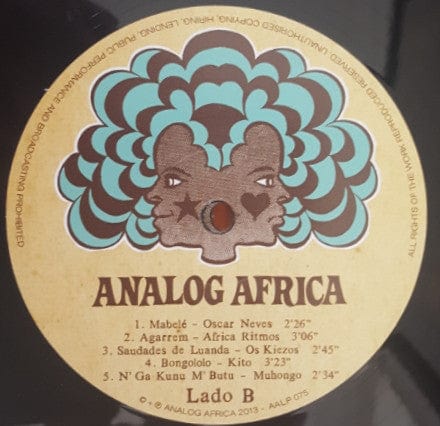 ALL RIGHTS OF THE WORK REPRODUCED RESERVED. UNAUTHORISED COPYING, HIRING, LENDING, PUBLIC PERFORMANCE AND BROADCASTING PROHIBITED
ANALOG AFRICA
1. Mabelé - Oscar Neves 2'26"
2. Agarrem - Africa Ritmos 3'06"
3. Saudades de Luanda - Os Kiezos 2'45"
4. Bongololo - Kito 3'23"
5. N' Ga Kunu M' Butu - Muhongo 2'34"
Lado B
© + ℗ ANALOG AFRICA 2013 - AALP 075